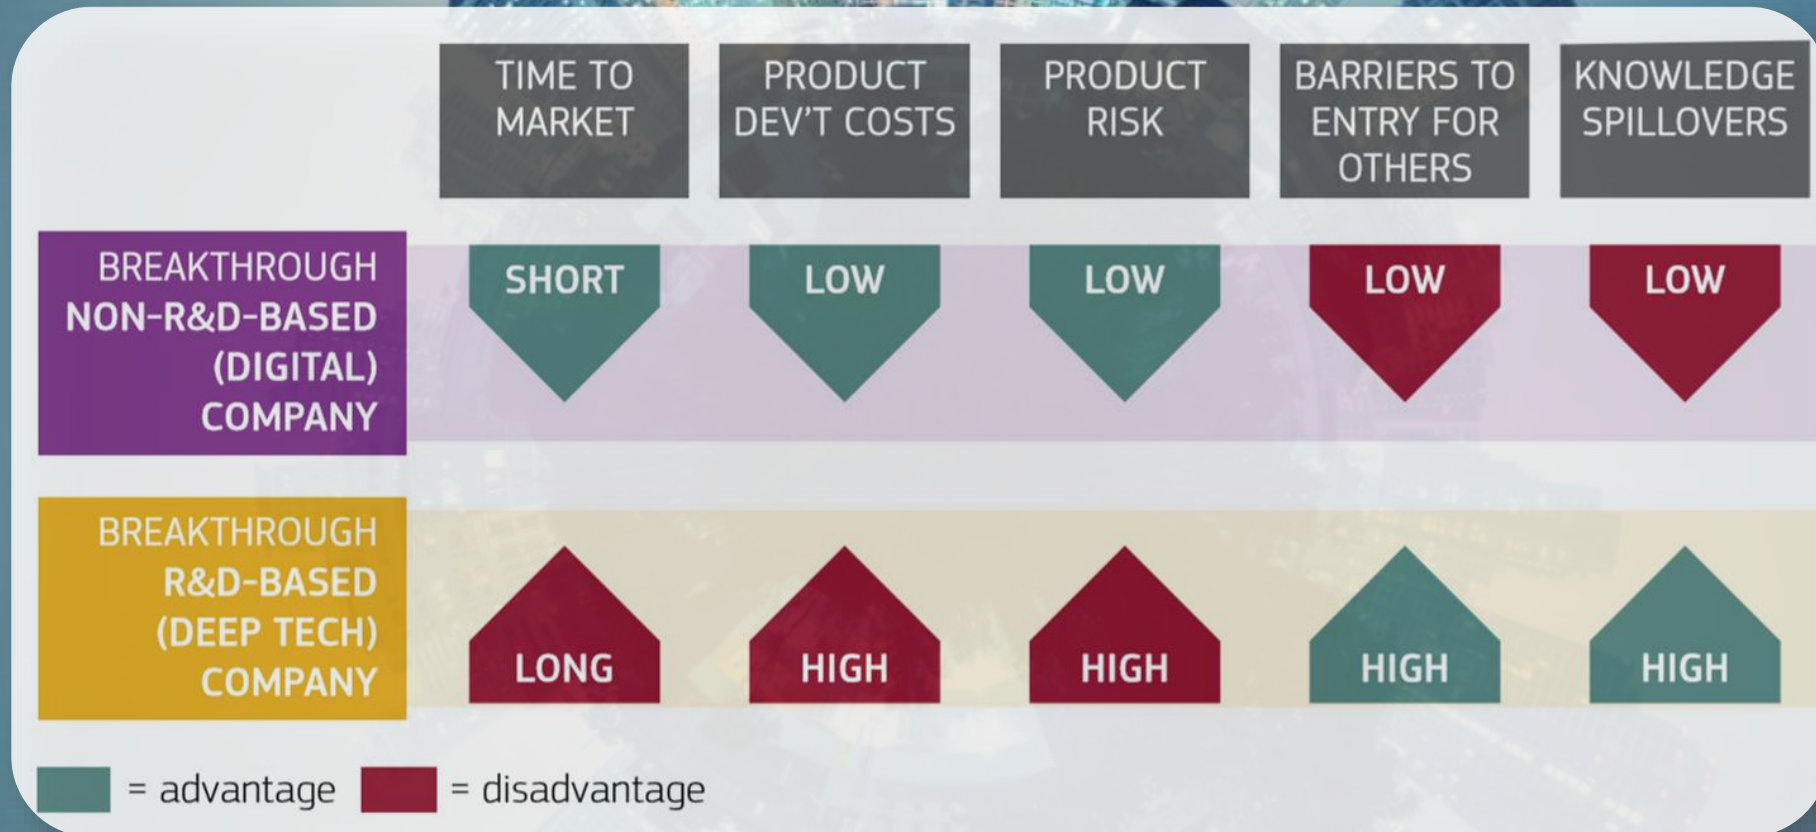 TIME TO
MARKET
PRODUCT
DEV'T COSTS
PRODUCT
RISK
BARRIERS TO
ENTRY FOR
OTHERS
KNOWLEDGE
SPILLOVERS
BREAKTHROUGH
NON-R&D-BASED
(DIGITAL)
COMPANY
SHORT
LOW
LOW
LOW
LOW
BREAKTHROUGH
R&D-BASED
(DEEP TECH)
COMPANY
LONG
HIGH
HIGH
HIGH
HIGH
= advantage
= disadvantage